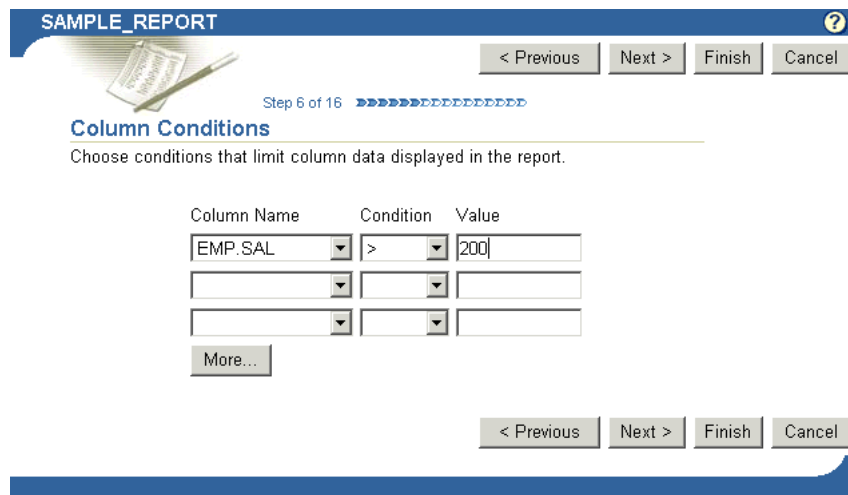 SAMPLE_REPORT ?
< Previous Next > Finish Cancel
Step 6 of 16
Column Conditions
Choose conditions that limit column data displayed in the report.
Column Name Condition Value
EMP.SAL > 200
More...
< Previous Next > Finish Cancel